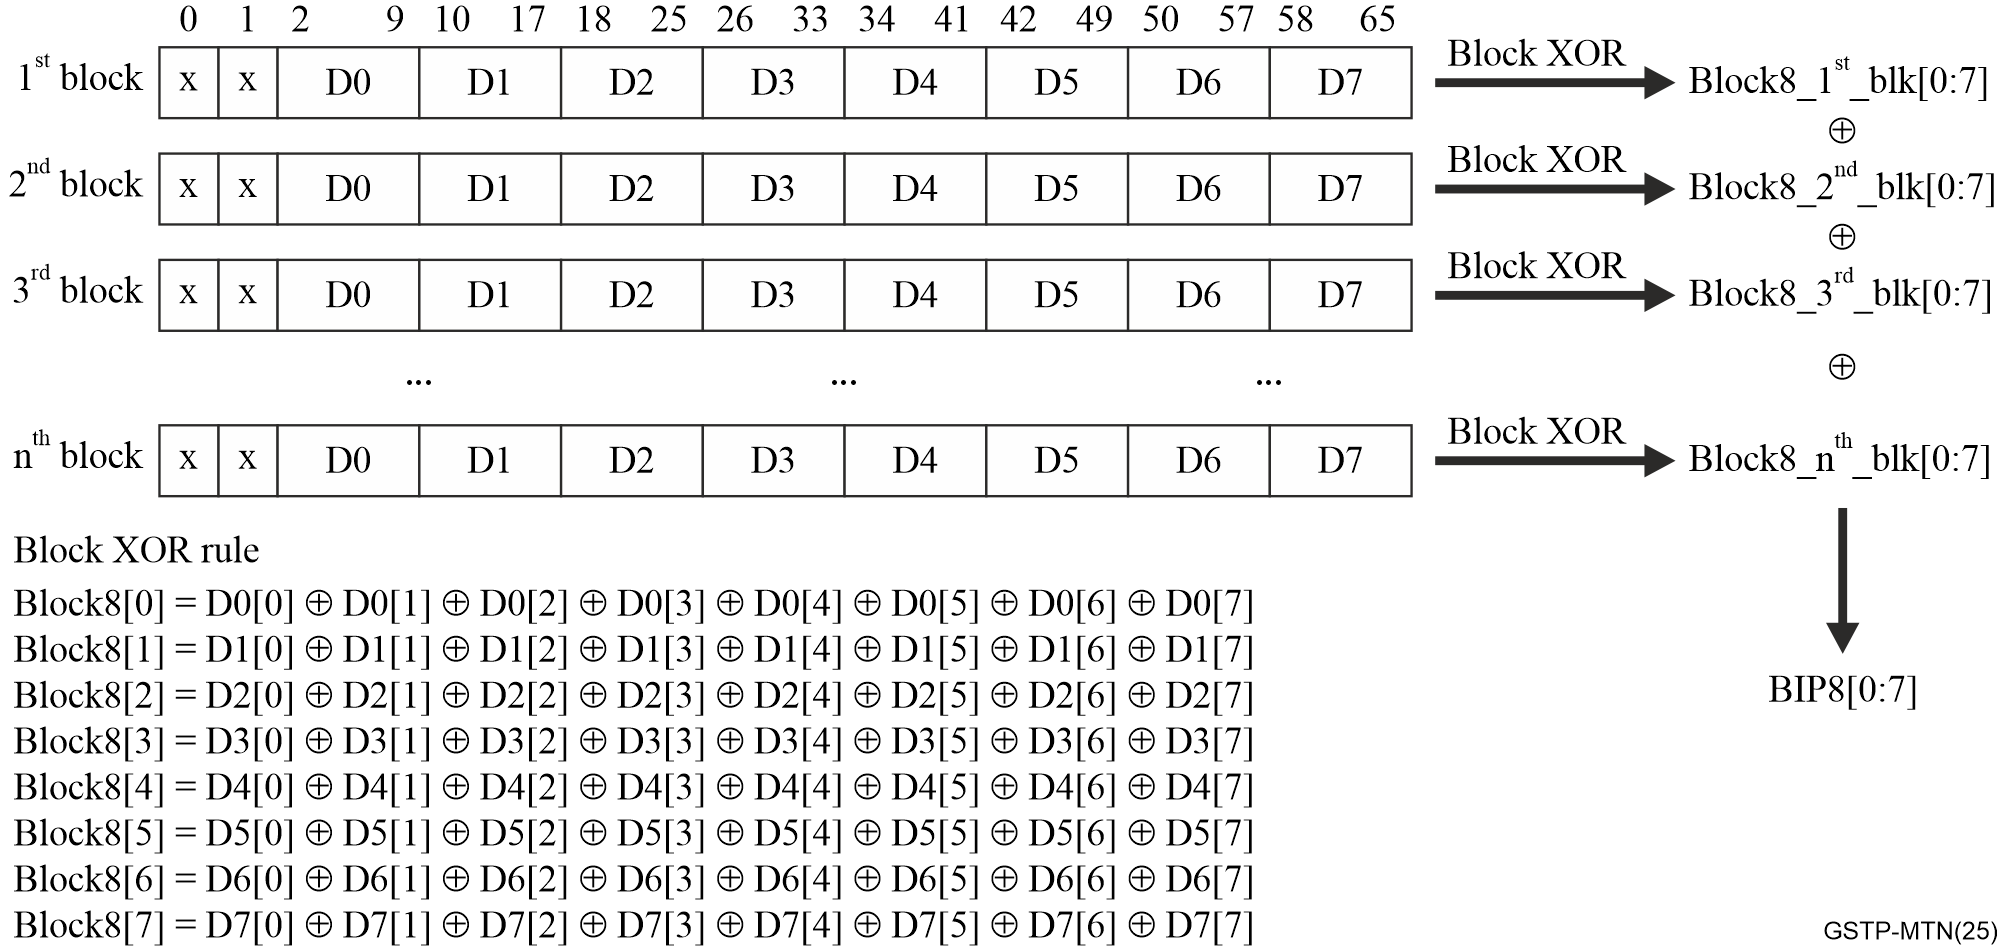 0 1 2 9 10 17 18 25 26 33 34 41 42 49 50 57 58 65
1st block x x D0 D1 D2 D3 D4 D5 D6 D7 Block XOR Block8_1st_blk[0:7]
⊕
2nd block x x D0 D1 D2 D3 D4 D5 D6 D7 Block XOR Block8_2nd_blk[0:7]
⊕
3rd block x x D0 D1 D2 D3 D4 D5 D6 D7 Block XOR Block8_3rd_blk[0:7]
... ... ... ⊕
nth block x x D0 D1 D2 D3 D4 D5 D6 D7 Block XOR Block8_nth_blk[0:7]
Block XOR rule
Block8[0] = D0[0] ⊕ D0[1] ⊕ D0[2] ⊕ D0[3] ⊕ D0[4] ⊕ D0[5] ⊕ D0[6] ⊕ D0[7]
Block8[1] = D1[0] ⊕ D1[1] ⊕ D1[2] ⊕ D1[3] ⊕ D1[4] ⊕ D1[5] ⊕ D1[6] ⊕ D1[7]
Block8[2] = D2[0] ⊕ D2[1] ⊕ D2[2] ⊕ D2[3] ⊕ D2[4] ⊕ D2[5] ⊕ D2[6] ⊕ D2[7]
BIP8[0:7]
Block8[3] = D3[0] ⊕ D3[1] ⊕ D3[2] ⊕ D3[3] ⊕ D3[4] ⊕ D3[5] ⊕ D3[6] ⊕ D3[7]
Block8[4] = D4[0] ⊕ D4[1] ⊕ D4[2] ⊕ D4[3] ⊕ D4[4] ⊕ D4[5] ⊕ D4[6] ⊕ D4[7]
Block8[5] = D5[0] ⊕ D5[1] ⊕ D5[2] ⊕ D5[3] ⊕ D5[4] ⊕ D5[5] ⊕ D5[6] ⊕ D5[7]
Block8[6] = D6[0] ⊕ D6[1] ⊕ D6[2] ⊕ D6[3] ⊕ D6[4] ⊕ D6[5] ⊕ D6[6] ⊕ D6[7]
Block8[7] = D7[0] ⊕ D7[1] ⊕ D7[2] ⊕ D7[3] ⊕ D7[4] ⊕ D7[5] ⊕ D7[6] ⊕ D7[7]
GSTP-MTN(25)